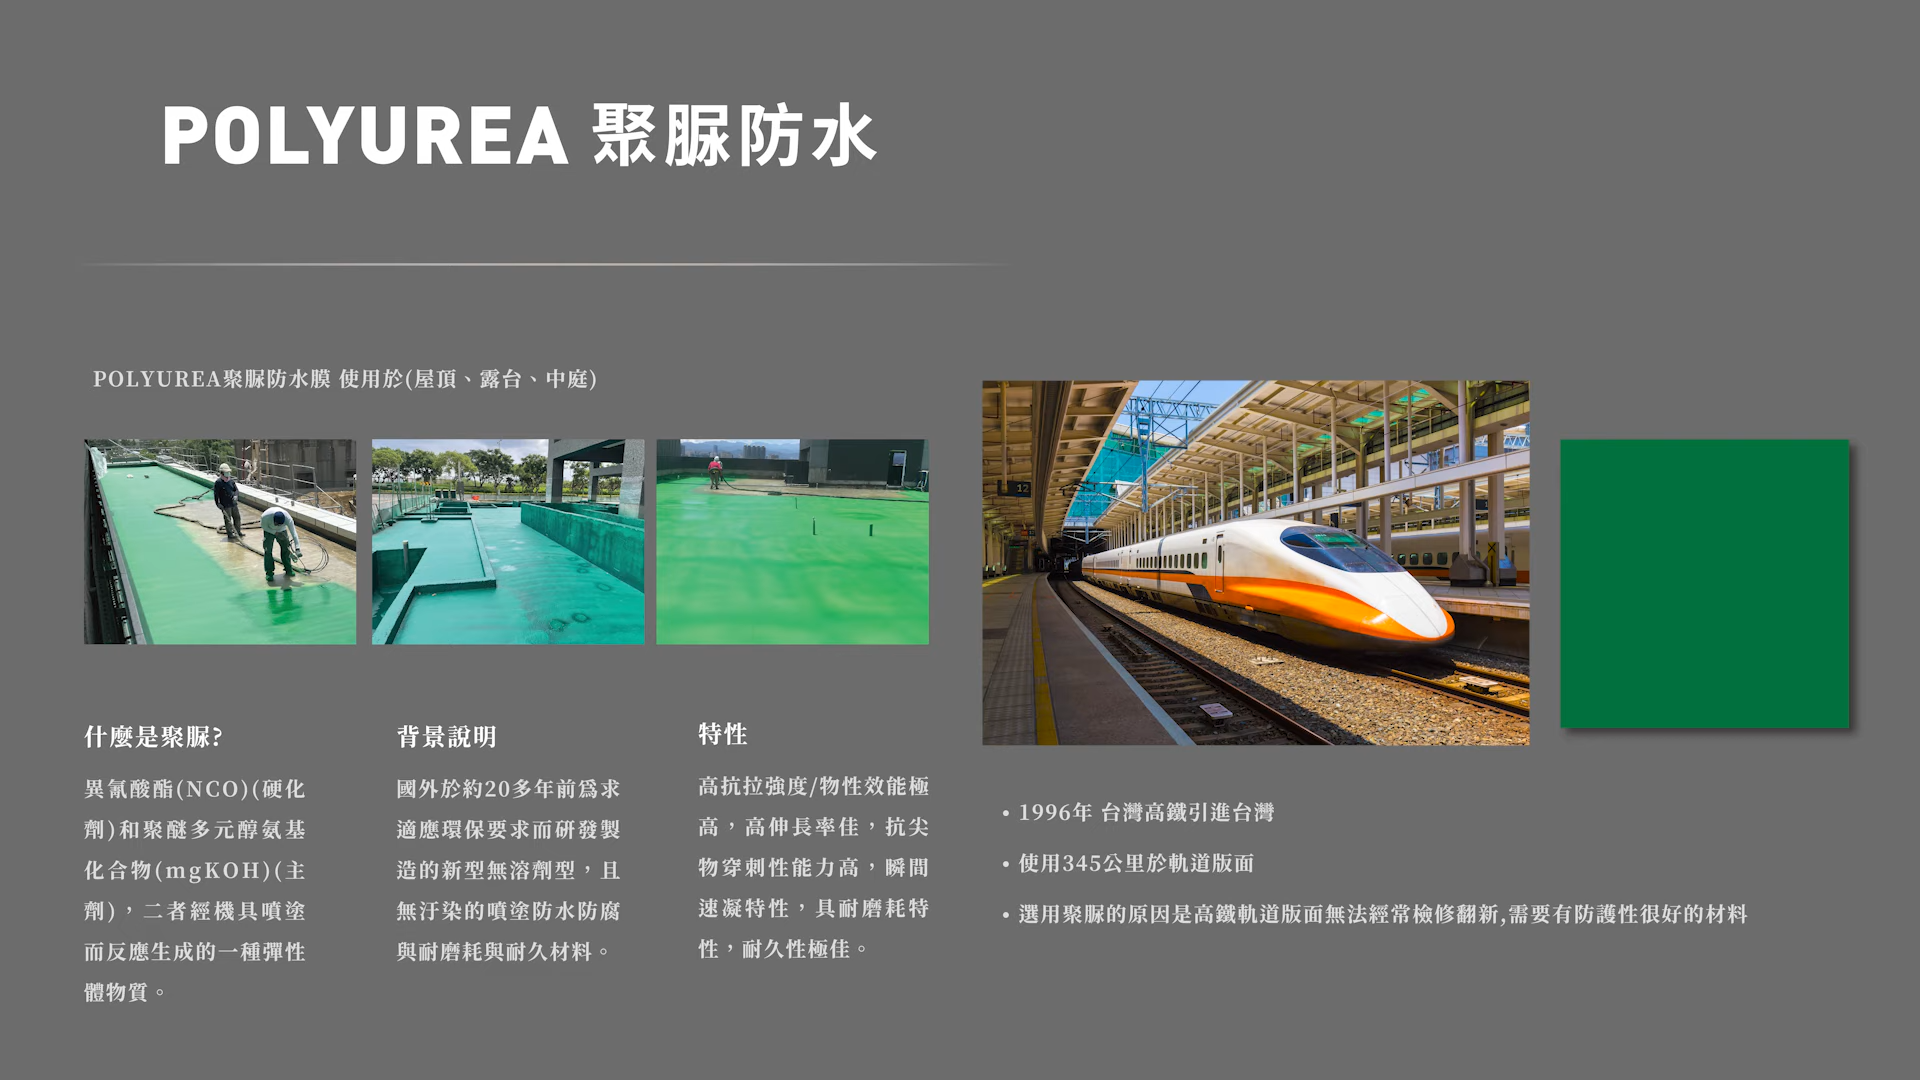 POLYUREA 聚脲防水
POLYUREA聚脲防水膜 使用於(屋頂、露台、中庭)
什麼是聚脲?
異氰酸酯(NCO)(硬化
劑)和聚醚多元醇氨基
化合物(mgKOH)(主
劑)，二者經機具噴塗
而反應生成的一種彈性
體物質。
背景說明
國外於約20多年前爲求
適應環保要求而研發製
造的新型無溶劑型，且
無汙染的噴塗防水防腐
與耐磨耗與耐久材料。
特性
高抗拉強度/物性效能極
高，高伸長率佳，抗尖
物穿刺性能力高，瞬間
速凝特性，具耐磨耗特
性，耐久性極佳。
12
• 1996年 台灣高鐵引進台灣
• 使用345公里於軌道版面
• 選用聚脲的原因是高鐵軌道版面無法經常檢修翻新,需要有防護性很好的材料